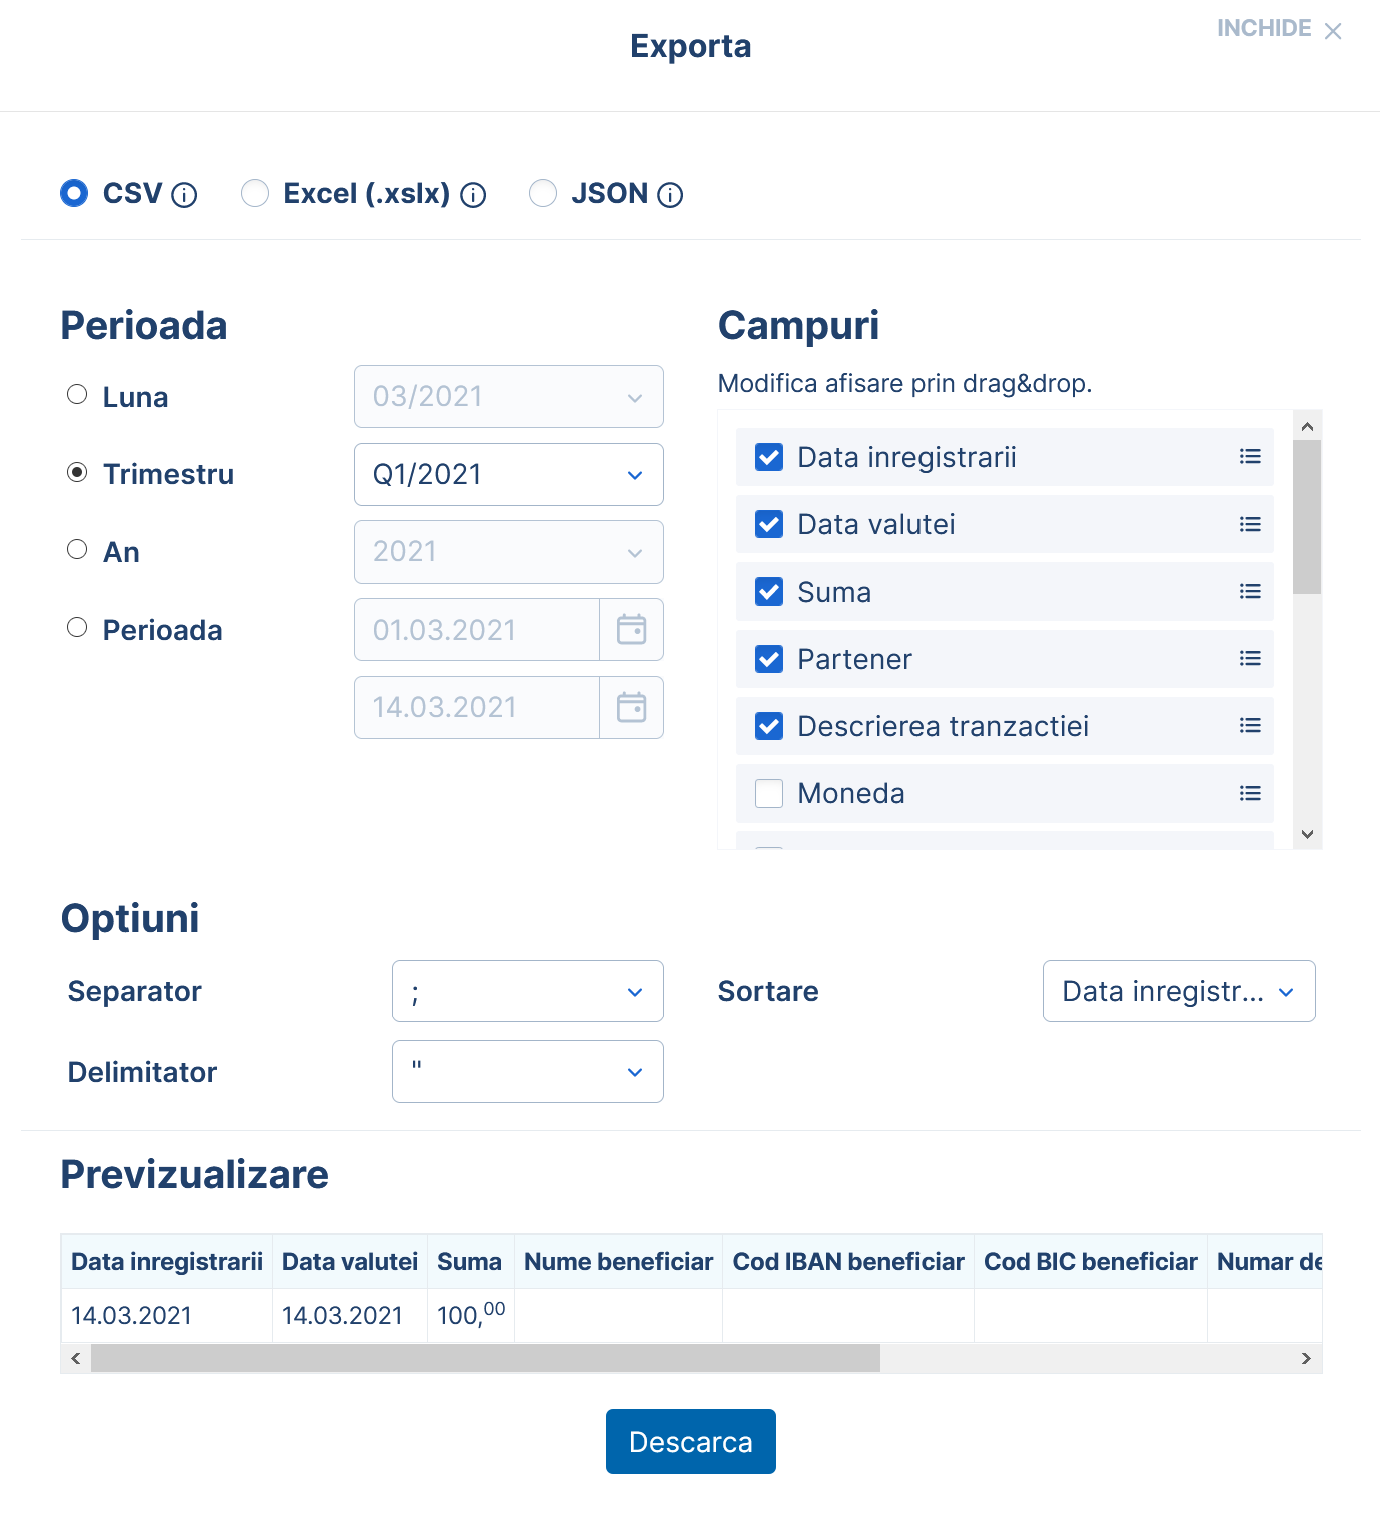 INCHIDE
Exporta
CSV Excel (.xslx) JSON
Perioada
Luna 03/2021
Trimestru Q1/2021
An 2021
Perioada 01.03.2021
14.03.2021
Campuri
Modifica afisare prin drag&drop.
Data inregistrarii
Data valutei
Suma
Partener
Descrierea tranzactiei
Moneda
Optiuni
Separator ;
Sortare Data inregistr...
Delimitator "
Previzualizare
Data inregistrarii Data valutei Suma Nume beneficiar Cod IBAN beneficiar Cod BIC beneficiar Numar de
14.03.2021 14.03.2021 100,00
Descarca